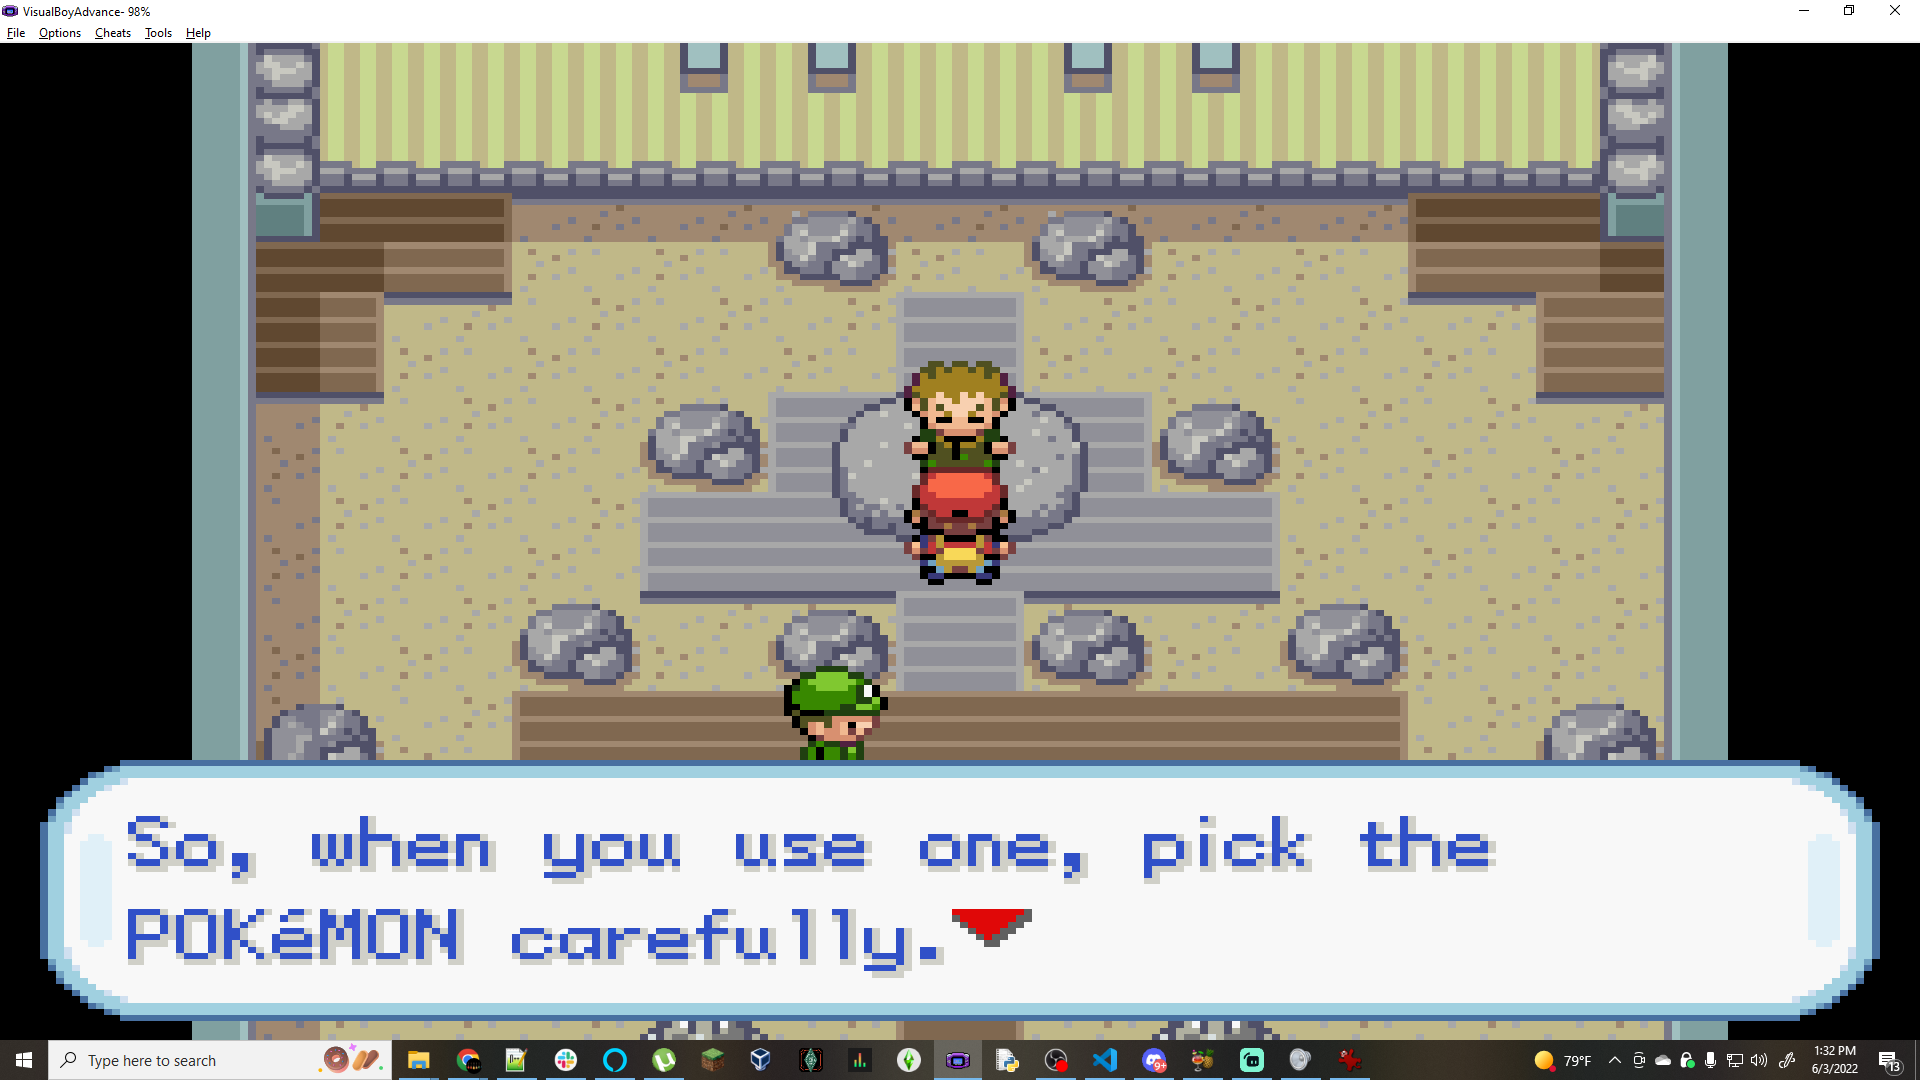 VisualBoyAdvance- 98%
File Options Cheats Tools Help
So, when you use one, pick the
POKéMON carefully.
Type here to search
9+
79°F
1:32 PM
6/3/2022
13